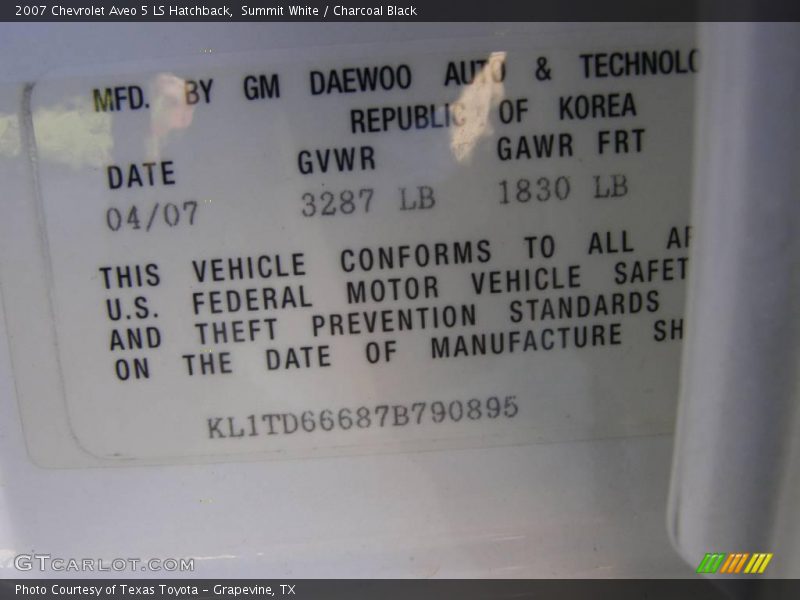 2007 Chevrolet Aveo 5 LS Hatchback, Summit White / Charcoal Black
MFD. BY GM DAEWOO AUTO & TECHNOLO
REPUBLIC OF KOREA
DATE GVWR GAWR FRT
04/07 3287 LB 1830 LB
THIS VEHICLE CONFORMS TO ALL AP
U.S. FEDERAL MOTOR VEHICLE SAFET
AND THEFT PREVENTION STANDARDS
ON THE DATE OF MANUFACTURE SH
KL1TD66687B790895
GTCARLOT.COM
Photo Courtesy of Texas Toyota - Grapevine, TX